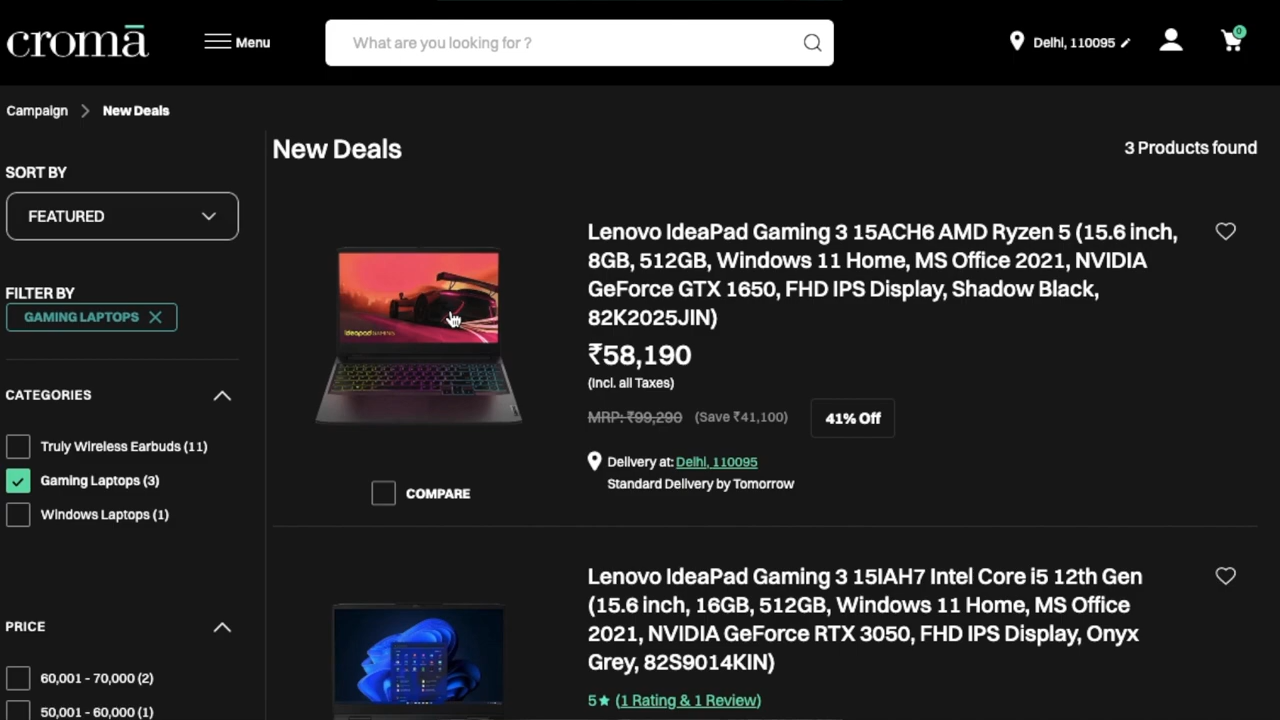 cromā
Menu
What are you looking for ?
Delhi, 110095
0
Campaign
New Deals
SORT BY
FEATURED
FILTER BY
GAMING LAPTOPS
CATEGORIES
Truly Wireless Earbuds (11)
Gaming Laptops (3)
Windows Laptops (1)
PRICE
60,001 - 70,000 (2)
50,001 - 60,000 (1)
New Deals
3 Products found
ideapad GAMING
COMPARE
Lenovo IdeaPad Gaming 3 15ACH6 AMD Ryzen 5 (15.6 inch,
8GB, 512GB, Windows 11 Home, MS Office 2021, NVIDIA
GeForce GTX 1650, FHD IPS Display, Shadow Black,
82K2025JIN)
₹58,190
(Incl. all Taxes)
MRP: ₹99,290 (Save ₹41,100) 41% Off
Delivery at: Delhi, 110095
Standard Delivery by Tomorrow
Lenovo IdeaPad Gaming 3 15IAH7 Intel Core i5 12th Gen
(15.6 inch, 16GB, 512GB, Windows 11 Home, MS Office
2021, NVIDIA GeForce RTX 3050, FHD IPS Display, Onyx
Grey, 82S9014KIN)
5★ (1 Rating & 1 Review)